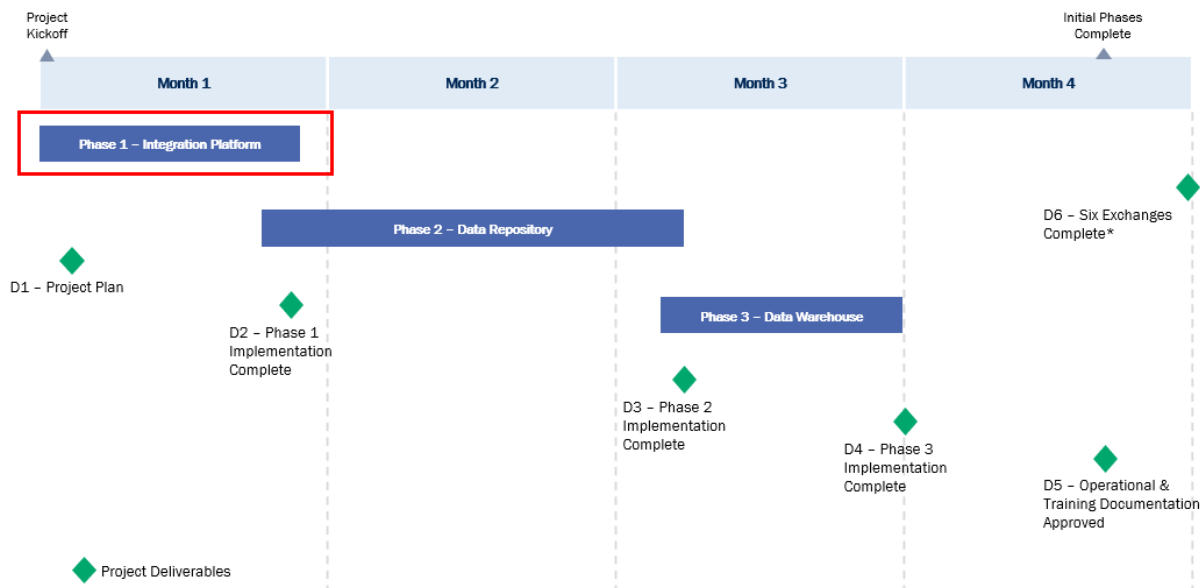 Project
Kickoff
Initial Phases
Complete
Month 1
Month 2
Month 3
Month 4
Phase 1 – Integration Platform
Phase 2 – Data Repository
D6 – Six Exchanges
Complete*
D1 – Project Plan
D2 – Phase 1
Implementation
Complete
Phase 3 – Data Warehouse
D3 – Phase 2
Implementation
Complete
D4 – Phase 3
Implementation
Complete
D5 – Operational &
Training Documentation
Approved
Project Deliverables